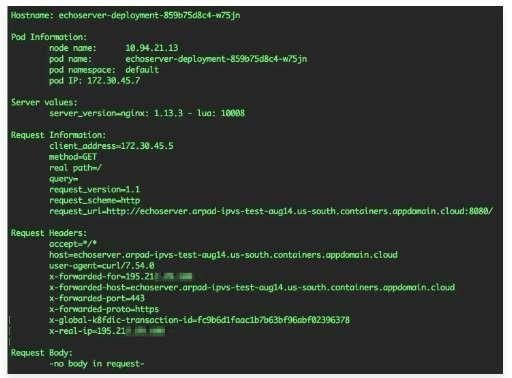 Hostname: echoserver-deployment-859b75d8c4-w75jn
Pod Information:
node name: 10.94.21.13
pod name: echoserver-deployment-859b75d8c4-w75jn
pod namespace: default
pod IP: 172.30.45.7
Server values:
server_version=nginx: 1.13.3 - lua: 10008
Request Information:
client_address=172.30.45.5
method=GET
real path=/
query=
request_version=1.1
request_scheme=http
request_uri=http://echoserver.arpad-ipvs-test-aug14.us-south.containers.appdomain.cloud:8080/
Request Headers:
accept=*/*
host=echoserver.arpad-ipvs-test-aug14.us-south.containers.appdomain.cloud
user-agent=curl/7.54.0
x-forwarded-for=195.21
x-forwarded-host=echoserver.arpad-ipvs-test-aug14.us-south.containers.appdomain.cloud
x-forwarded-port=443
x-forwarded-proto=https
x-global-k8fdic-transaction-id=fc9b6d1faac1b7b63bf96abf02396378
x-real-ip=195.21
Request Body:
-no body in request-